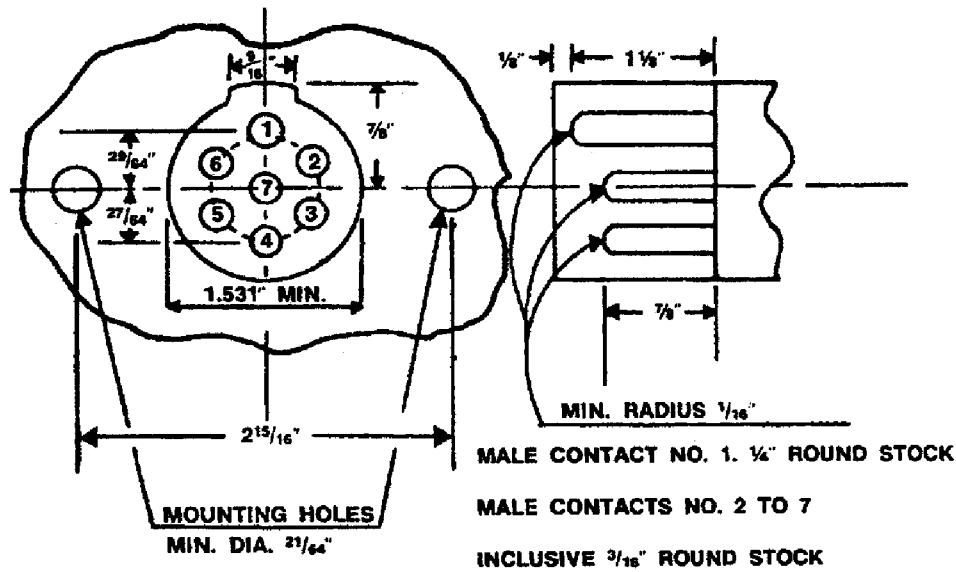 9/16"
1/8" 1 1/8"
7/8"
1
29/64"
6 2
7
27/64"
5 3
4
1.531" MIN.
7/8"
MIN. RADIUS 1/16"
2 15/16"
MALE CONTACT NO. 1. 1/4" ROUND STOCK
MALE CONTACTS NO. 2 TO 7
MOUNTING HOLES
MIN. DIA. 21/64"
INCLUSIVE 3/16" ROUND STOCK